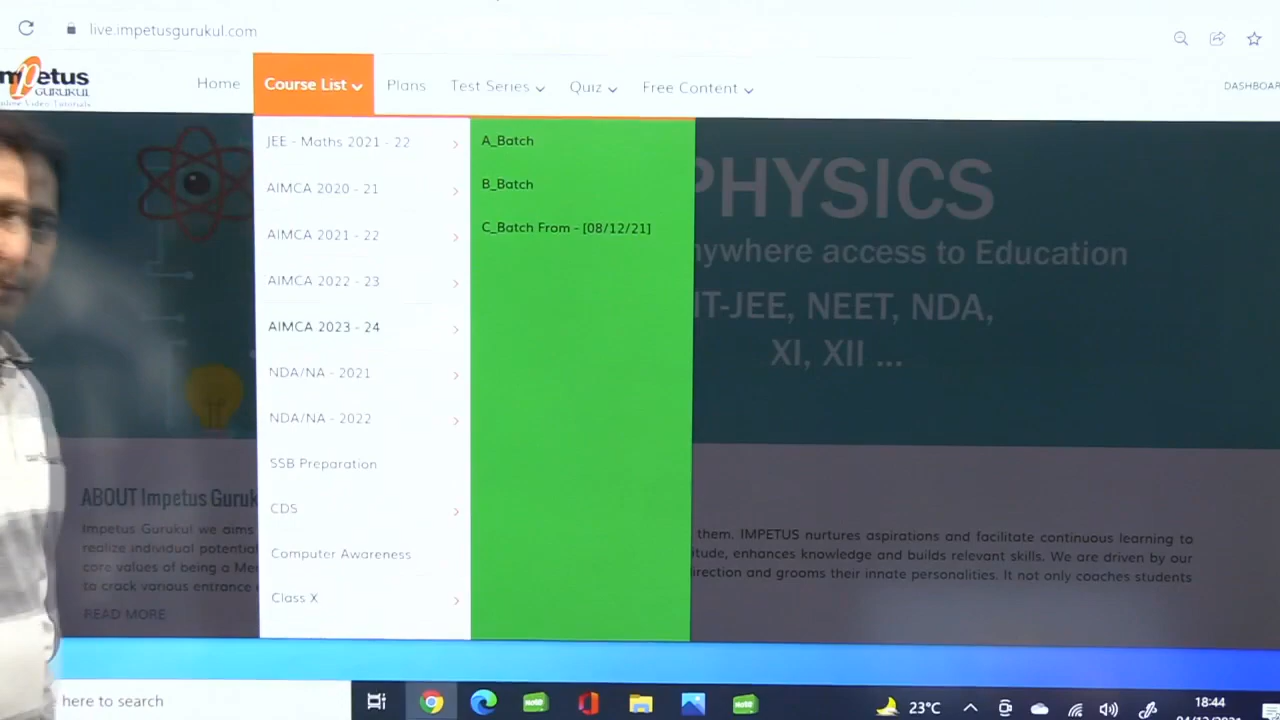 live.impetusgurukul.com
mpetus
GURUKUL
Home
Course List
Plans
Test Series
Quiz
Free Content
DASHBOAR
JEE - Maths 2021 - 22
AIMCA 2020 - 21
AIMCA 2021 - 22
AIMCA 2022 - 23
AIMCA 2023 - 24
NDA/NA - 2021
NDA/NA - 2022
SSB Preparation
CDS
Computer Awareness
Class X
A_Batch
B_Batch
C_Batch From - [08/12/21]
PHYSICS
nywhere access to Education
IT-JEE, NEET, NDA,
XI, XII ...
ABOUT Impetus Guruk
Impetus Gurukul we aims
realize individual potential
core values of being a Me
to crack various entrance
READ MORE
them. IMPETUS nurtures aspirations and facilitate continuous learning to
itude, enhances knowledge and builds relevant skills. We are driven by our
irection and grooms their innate personalities. It not only coaches students
here to search
23°C
18:44